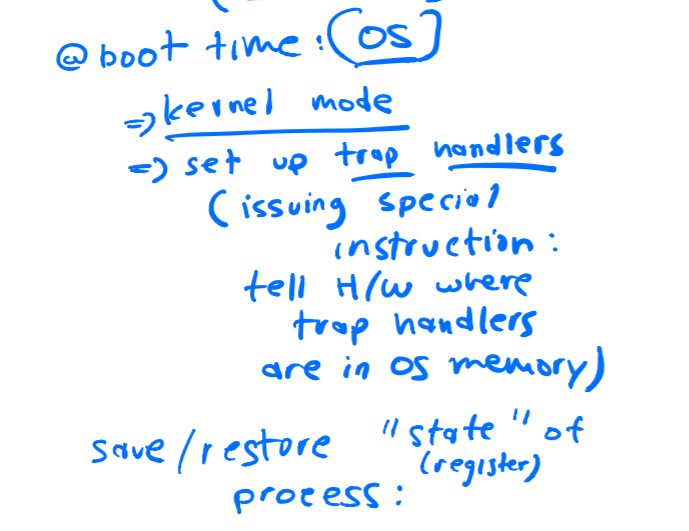 @ boot time: (OS)
=> kernel mode
=> set up trap handlers
(issuing special
instruction:
tell H/W where
trap handlers
are in OS memory)
save/restore "state" of
(register)
process: